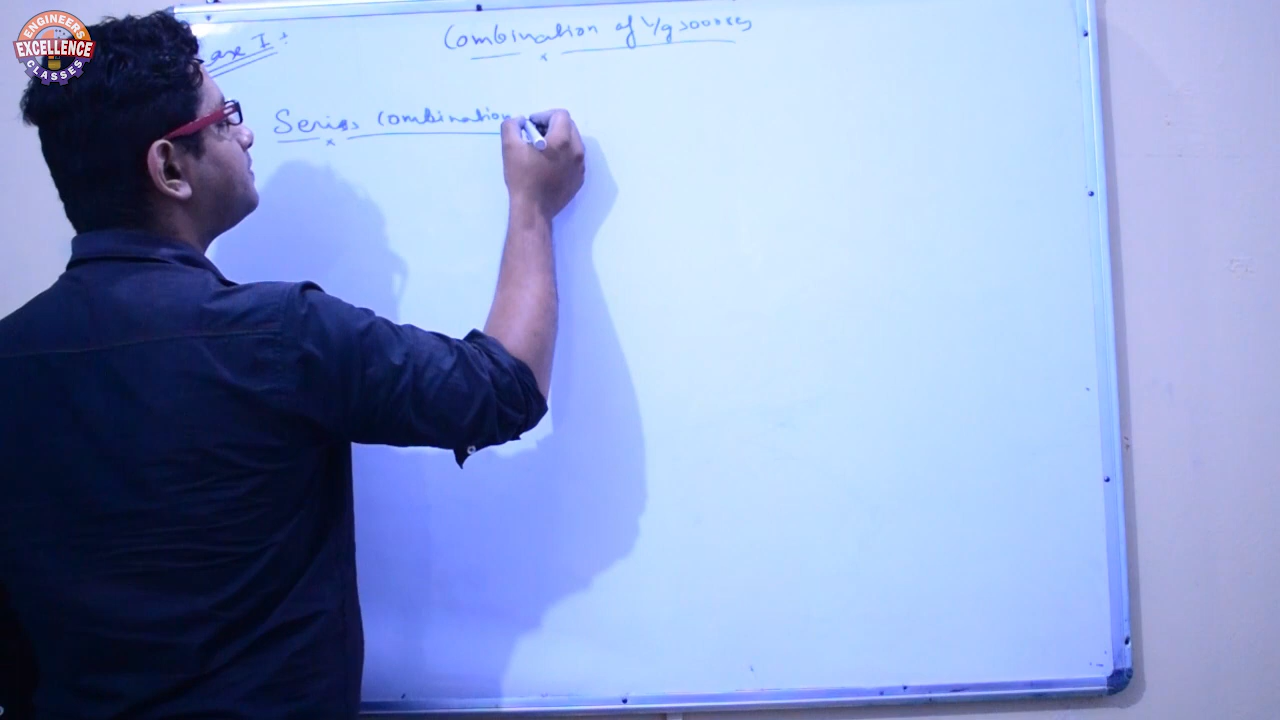 ENGINEERS
EXCELLENCE
CLASSES
Combination of V/g sources
Case I :
Series Combination